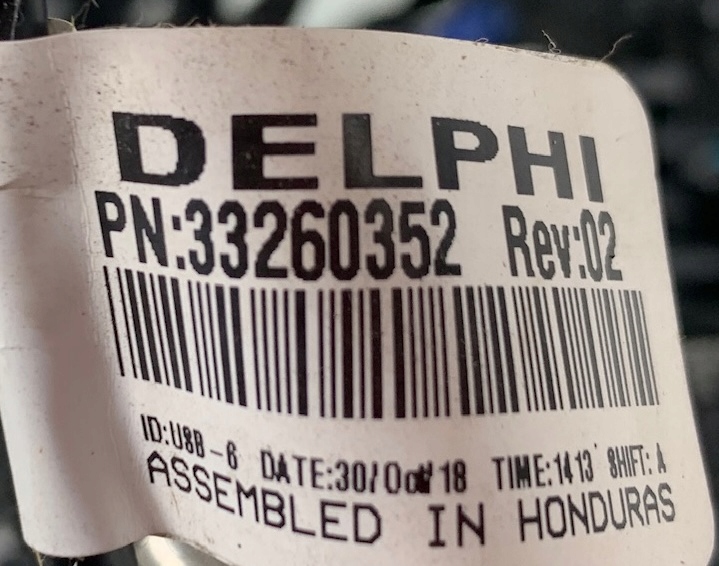 DELPHI
PN:33260352 Rev:02
ID:USB-6 TIME:1413 SHIFT: A
ASSEMBLED IN HONDURAS